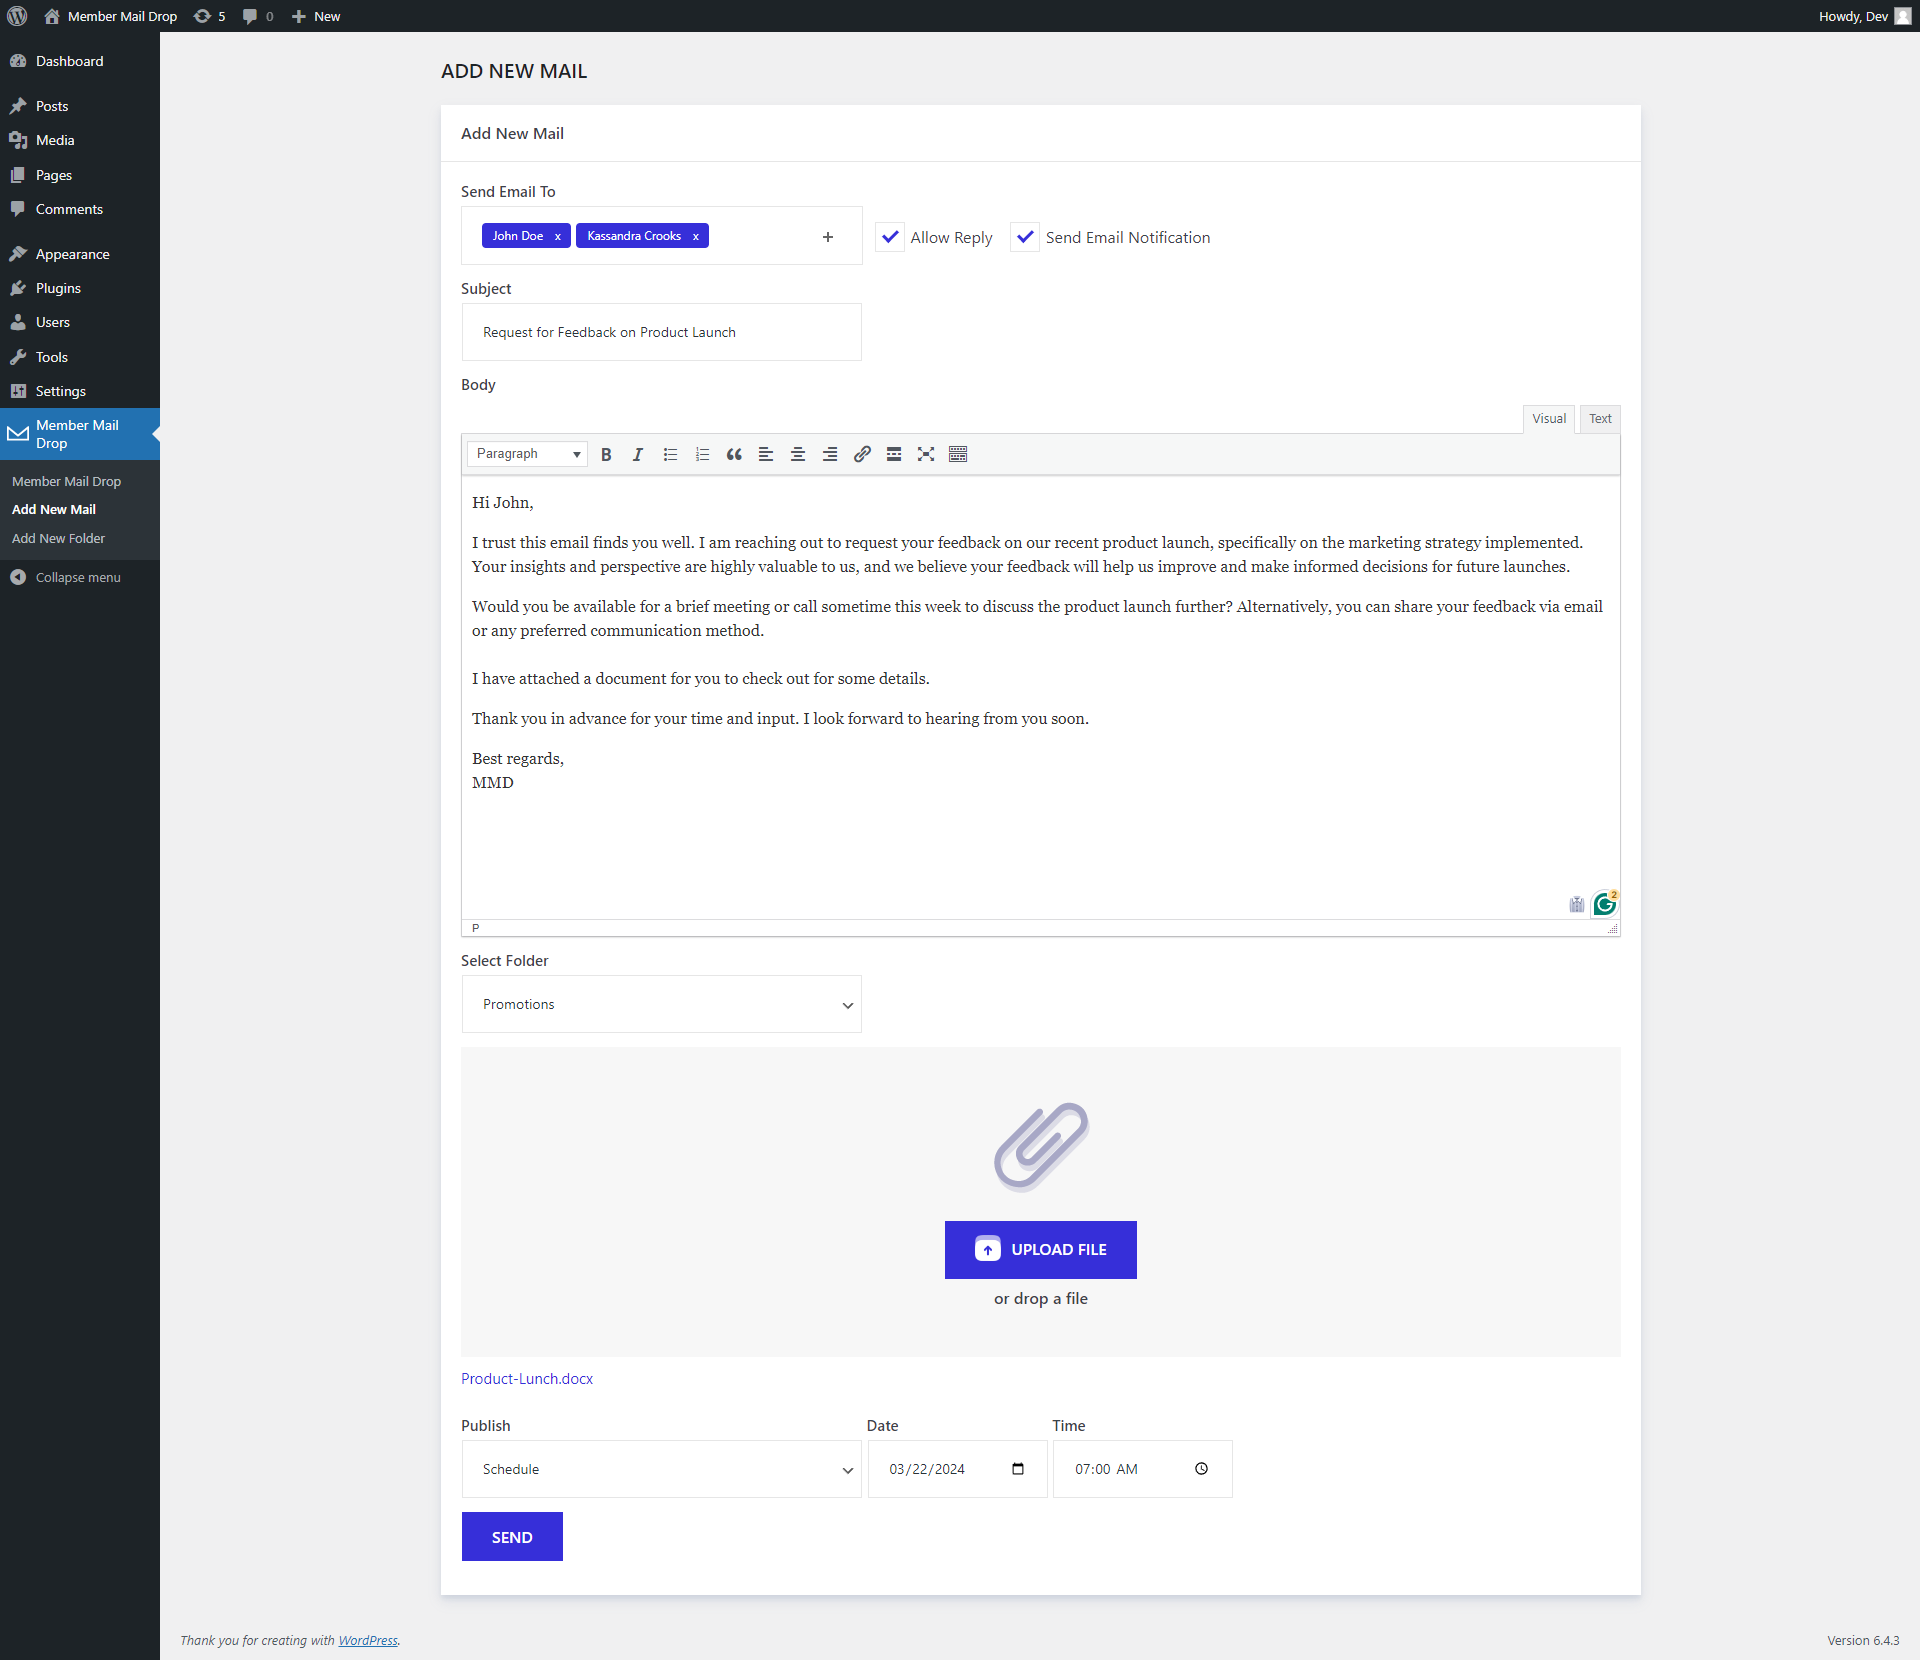 Member Mail Drop 5 0 New Howdy, Dev
Dashboard
Posts
Media
Pages
Comments
Appearance
Plugins
Users
Tools
Settings
Member Mail
Drop
Member Mail Drop
Add New Mail
Add New Folder
Collapse menu
ADD NEW MAIL
Add New Mail
Send Email To
John Doe x Kassandra Crooks x + Allow Reply Send Email Notification
Subject
Request for Feedback on Product Launch
Body
Visual Text
Paragraph B I
Hi John,
I trust this email finds you well. I am reaching out to request your feedback on our recent product launch, specifically on the marketing strategy implemented.
Your insights and perspective are highly valuable to us, and we believe your feedback will help us improve and make informed decisions for future launches.
Would you be available for a brief meeting or call sometime this week to discuss the product launch further? Alternatively, you can share your feedback via email
or any preferred communication method.
I have attached a document for you to check out for some details.
Thank you in advance for your time and input. I look forward to hearing from you soon.
Best regards,
MMD
2
P
Select Folder
Promotions
UPLOAD FILE
or drop a file
Product-Lunch.docx
Publish Date Time
Schedule 03/22/2024 07:00 AM
SEND
Thank you for creating with WordPress. Version 6.4.3